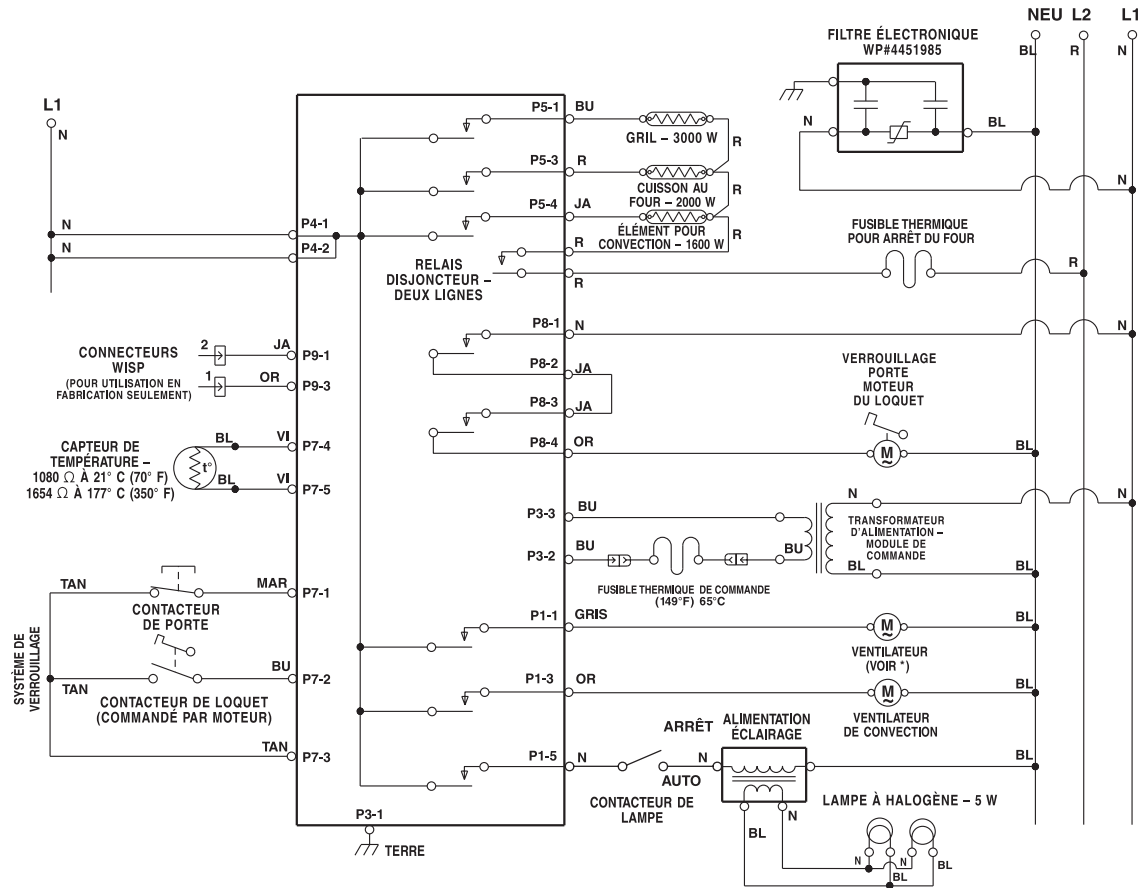 NEU L2 L1
BL R N
FILTRE ÉLECTRONIQUE
WP#4451985
N BL
N
L1
N
N
N
P4-1
P4-2
P5-1 BU
GRIL – 3000 W
R
P5-3 R
CUISSON AU
FOUR – 2000 W
R
P5-4 JA
ÉLÉMENT POUR
CONVECTION – 1600 W
R
R
RELAIS
DISJONCTEUR –
DEUX LIGNES
R
FUSIBLE THERMIQUE
POUR ARRÊT DU FOUR
R
P8-1 N
N
P8-2
JA
P8-3
JA
P8-4 OR
VERROUILLAGE
PORTE
MOTEUR
DU LOQUET
M
~
BL
CONNECTEURS
WISP
(POUR UTILISATION EN
FABRICATION SEULEMENT)
2 JA P9-1
1 OR P9-3
CAPTEUR DE
TEMPÉRATURE –
1080 Ω À 21° C (70° F)
1654 Ω À 177° C (350° F)
t°
BL VI P7-4
BL VI P7-5
P3-3 BU
P3-2 BU
BU
FUSIBLE THERMIQUE DE COMMANDE
(149°F) 65°C
N N
TRANSFORMATEUR
D'ALIMENTATION –
MODULE DE
COMMANDE
BL BL
SYSTÈME DE
VERROUILLAGE
TAN MAR P7-1
CONTACTEUR
DE PORTE
TAN BU P7-2
CONTACTEUR DE LOQUET
(COMMANDÉ PAR MOTEUR)
TAN P7-3
P1-1 GRIS
M
~
BL
VENTILATEUR
(VOIR *)
P1-3 OR
M
~
BL
VENTILATEUR
DE CONVECTION
P1-5 N
ARRÊT
AUTO
CONTACTEUR DE
LAMPE
N
ALIMENTATION
ÉCLAIRAGE
BL
BL N
LAMPE À HALOGÈNE – 5 W
N N BL
BL
P3-1
TERRE